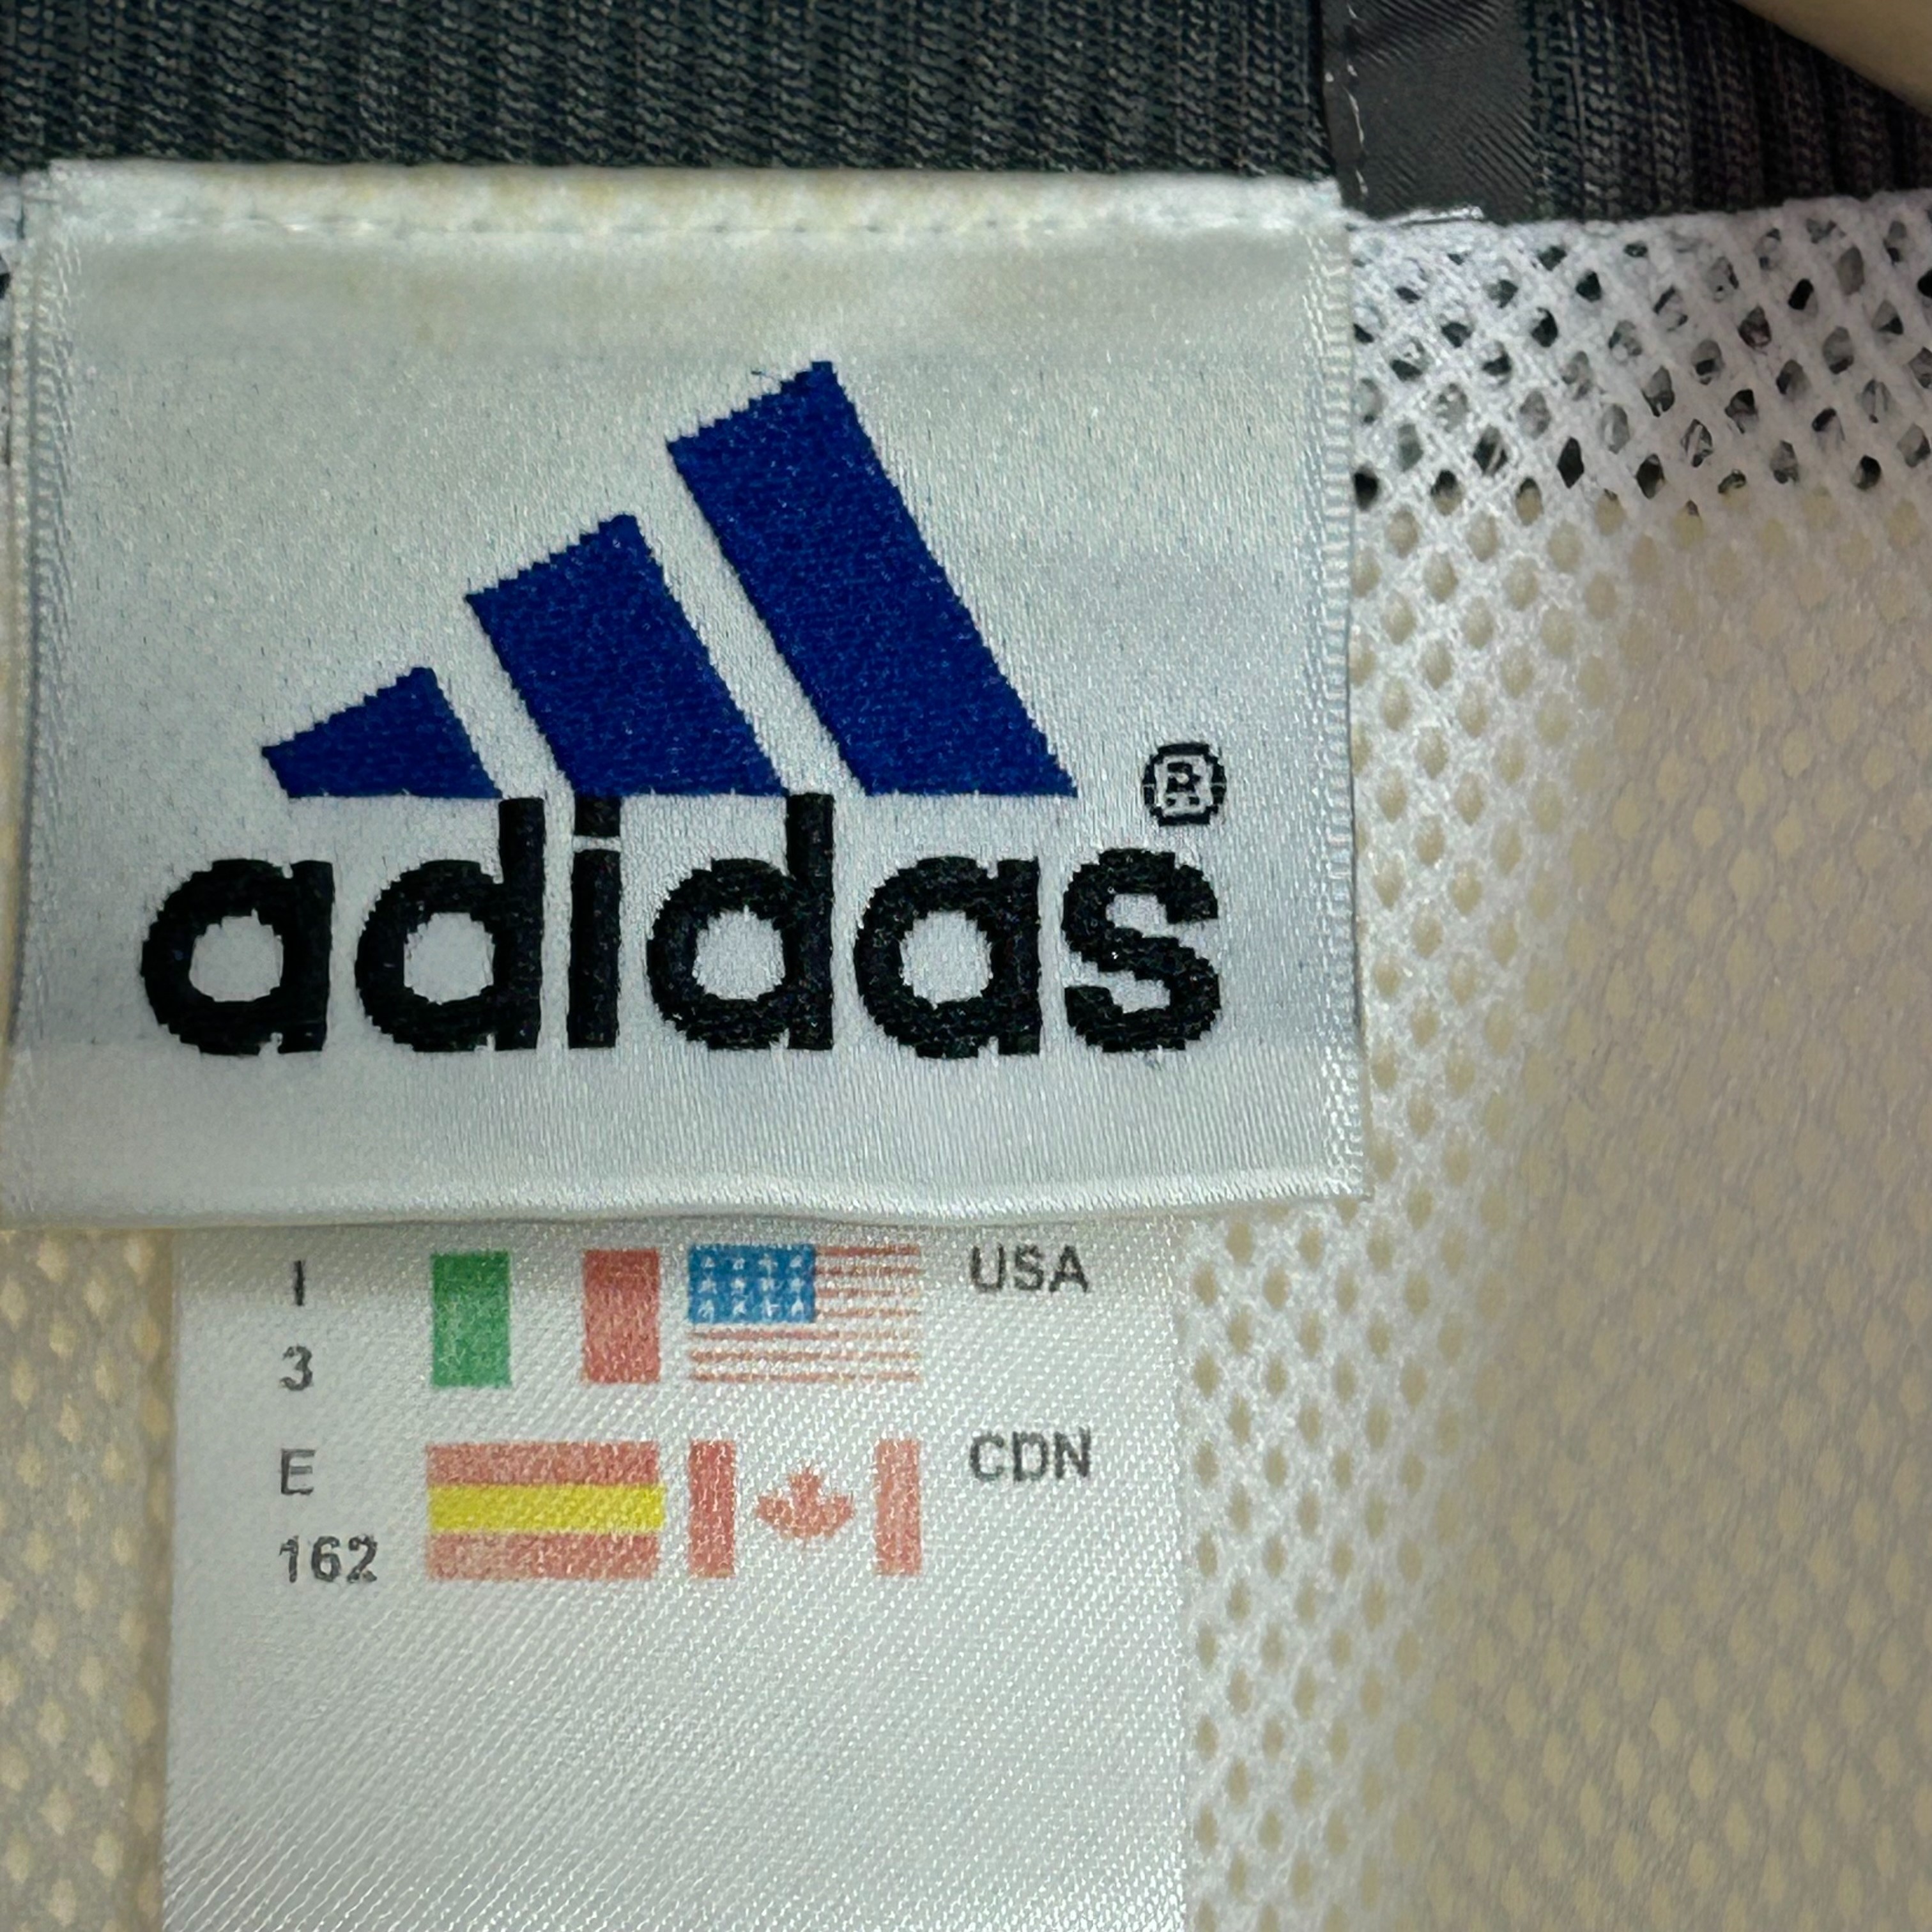 adidas®
I USA
3
E CDN
162